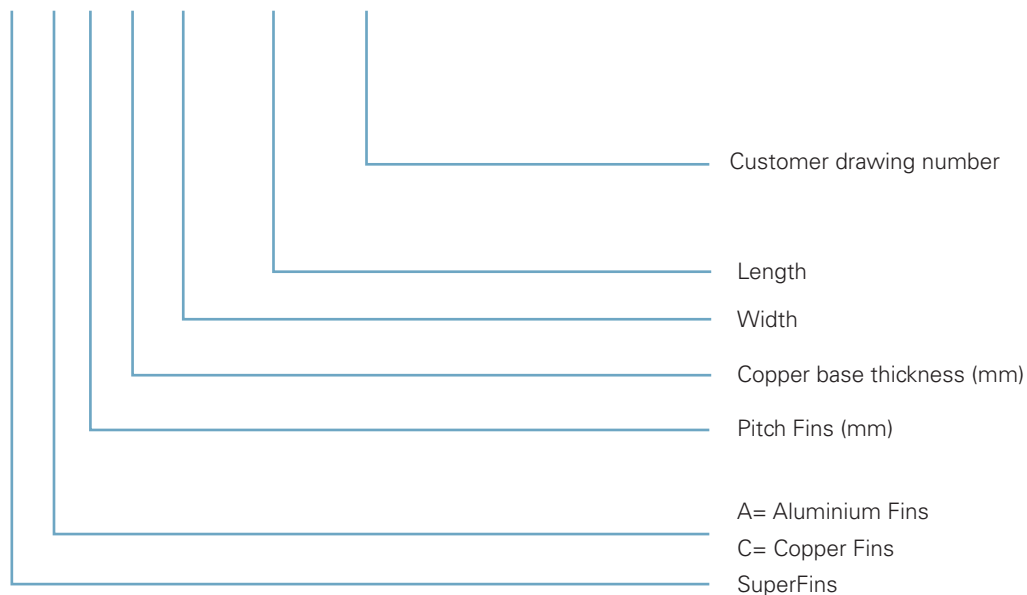 Customer drawing number
Length
Width
Copper base thickness (mm)
Pitch Fins (mm)
A= Aluminium Fins
C= Copper Fins
SuperFins